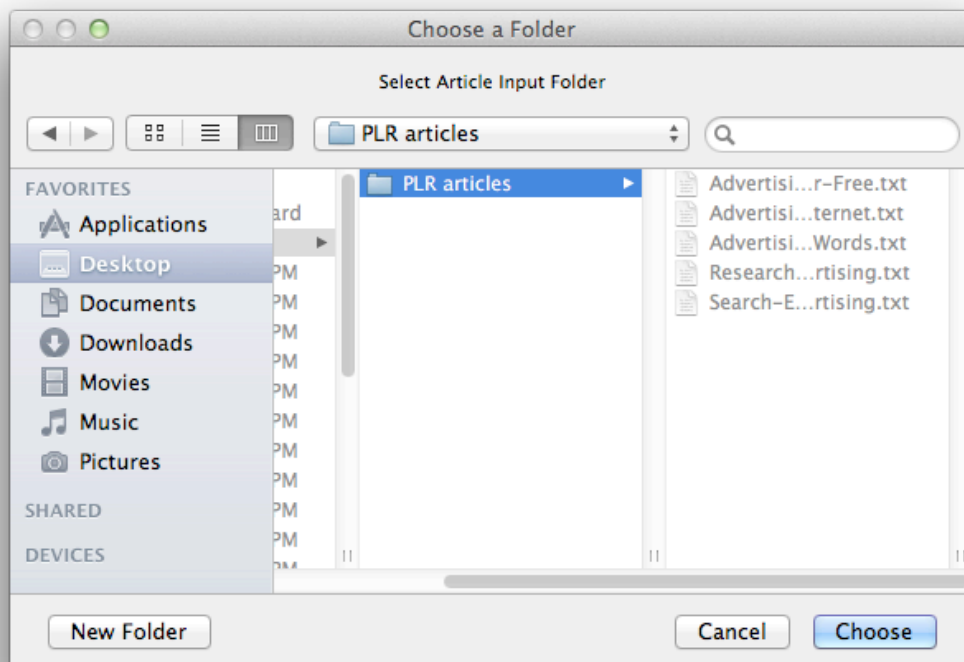 Choose a Folder
Select Article Input Folder
PLR articles
FAVORITES
Applications
Desktop
Documents
Downloads
Movies
Music
Pictures
SHARED
DEVICES
ard
PM
PM
PM
PM
PM
PM
PM
PM
PM
PM
PLR articles
Advertisi...r-Free.txt
Advertisi...ternet.txt
Advertisi...Words.txt
Research...rtising.txt
Search-E...rtising.txt
New Folder
Cancel
Choose